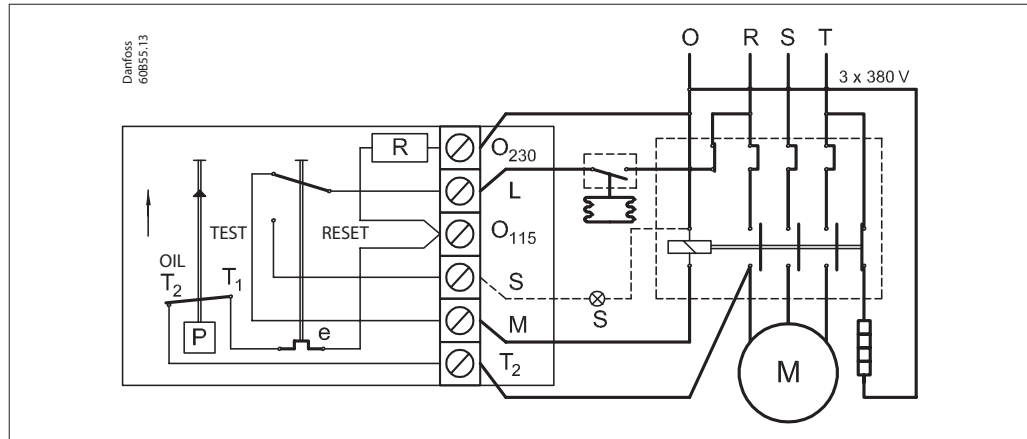 Danfoss
60B55.13
O R S T
3 x 380 V
R
O230
L
TEST RESET
O115
OIL
T2 T1
S
S
M
P
e
T2
M